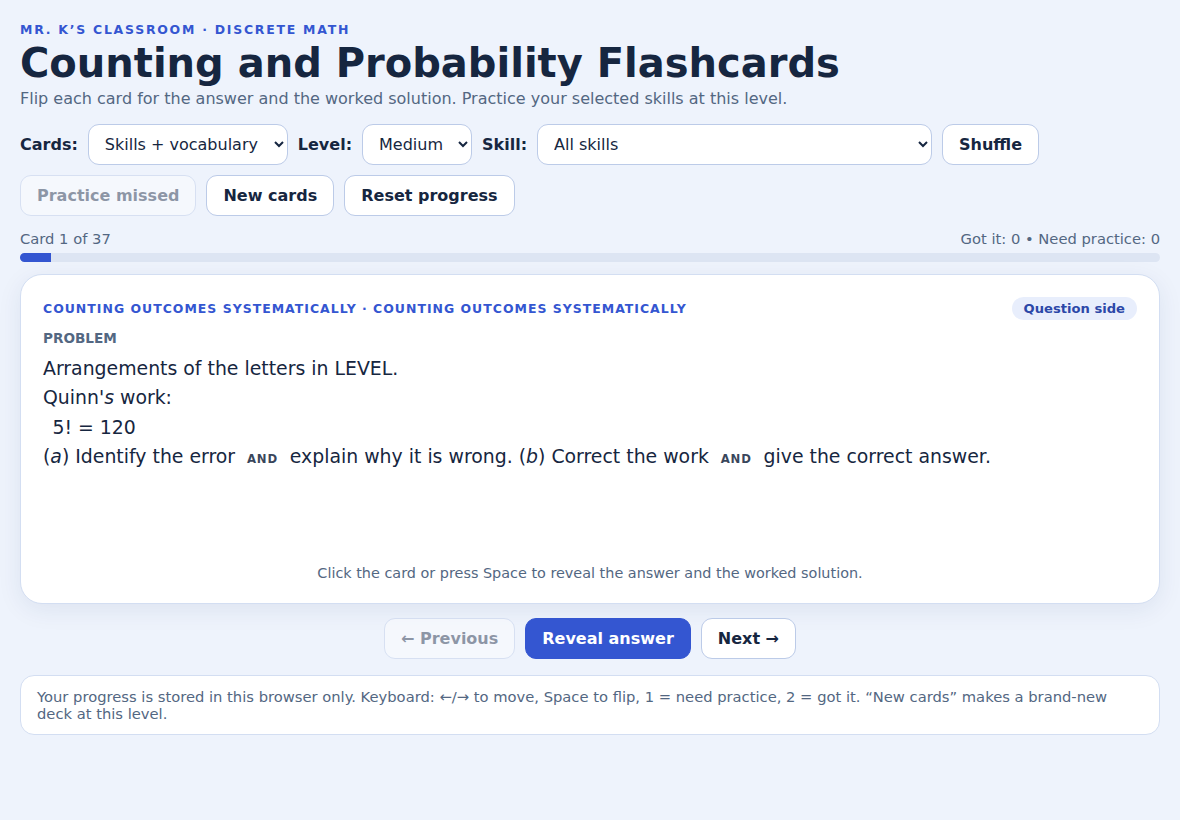 MR. K’S CLASSROOM · DISCRETE MATH
Counting and Probability Flashcards
Flip each card for the answer and the worked solution. Practice your selected skills at this level.
Cards: Skills + vocabulary Level: Medium Skill: All skills Shuffle
Practice missed New cards Reset progress
Card 1 of 37 Got it: 0 • Need practice: 0
COUNTING OUTCOMES SYSTEMATICALLY · COUNTING OUTCOMES SYSTEMATICALLY Question side
PROBLEM
Arrangements of the letters in LEVEL.
Quinn's work:
5! = 120
(a) Identify the error AND explain why it is wrong. (b) Correct the work AND give the correct answer.
Click the card or press Space to reveal the answer and the worked solution.
← Previous Reveal answer Next →
Your progress is stored in this browser only. Keyboard: ←/→ to move, Space to flip, 1 = need practice, 2 = got it. “New cards” makes a brand-new
deck at this level.